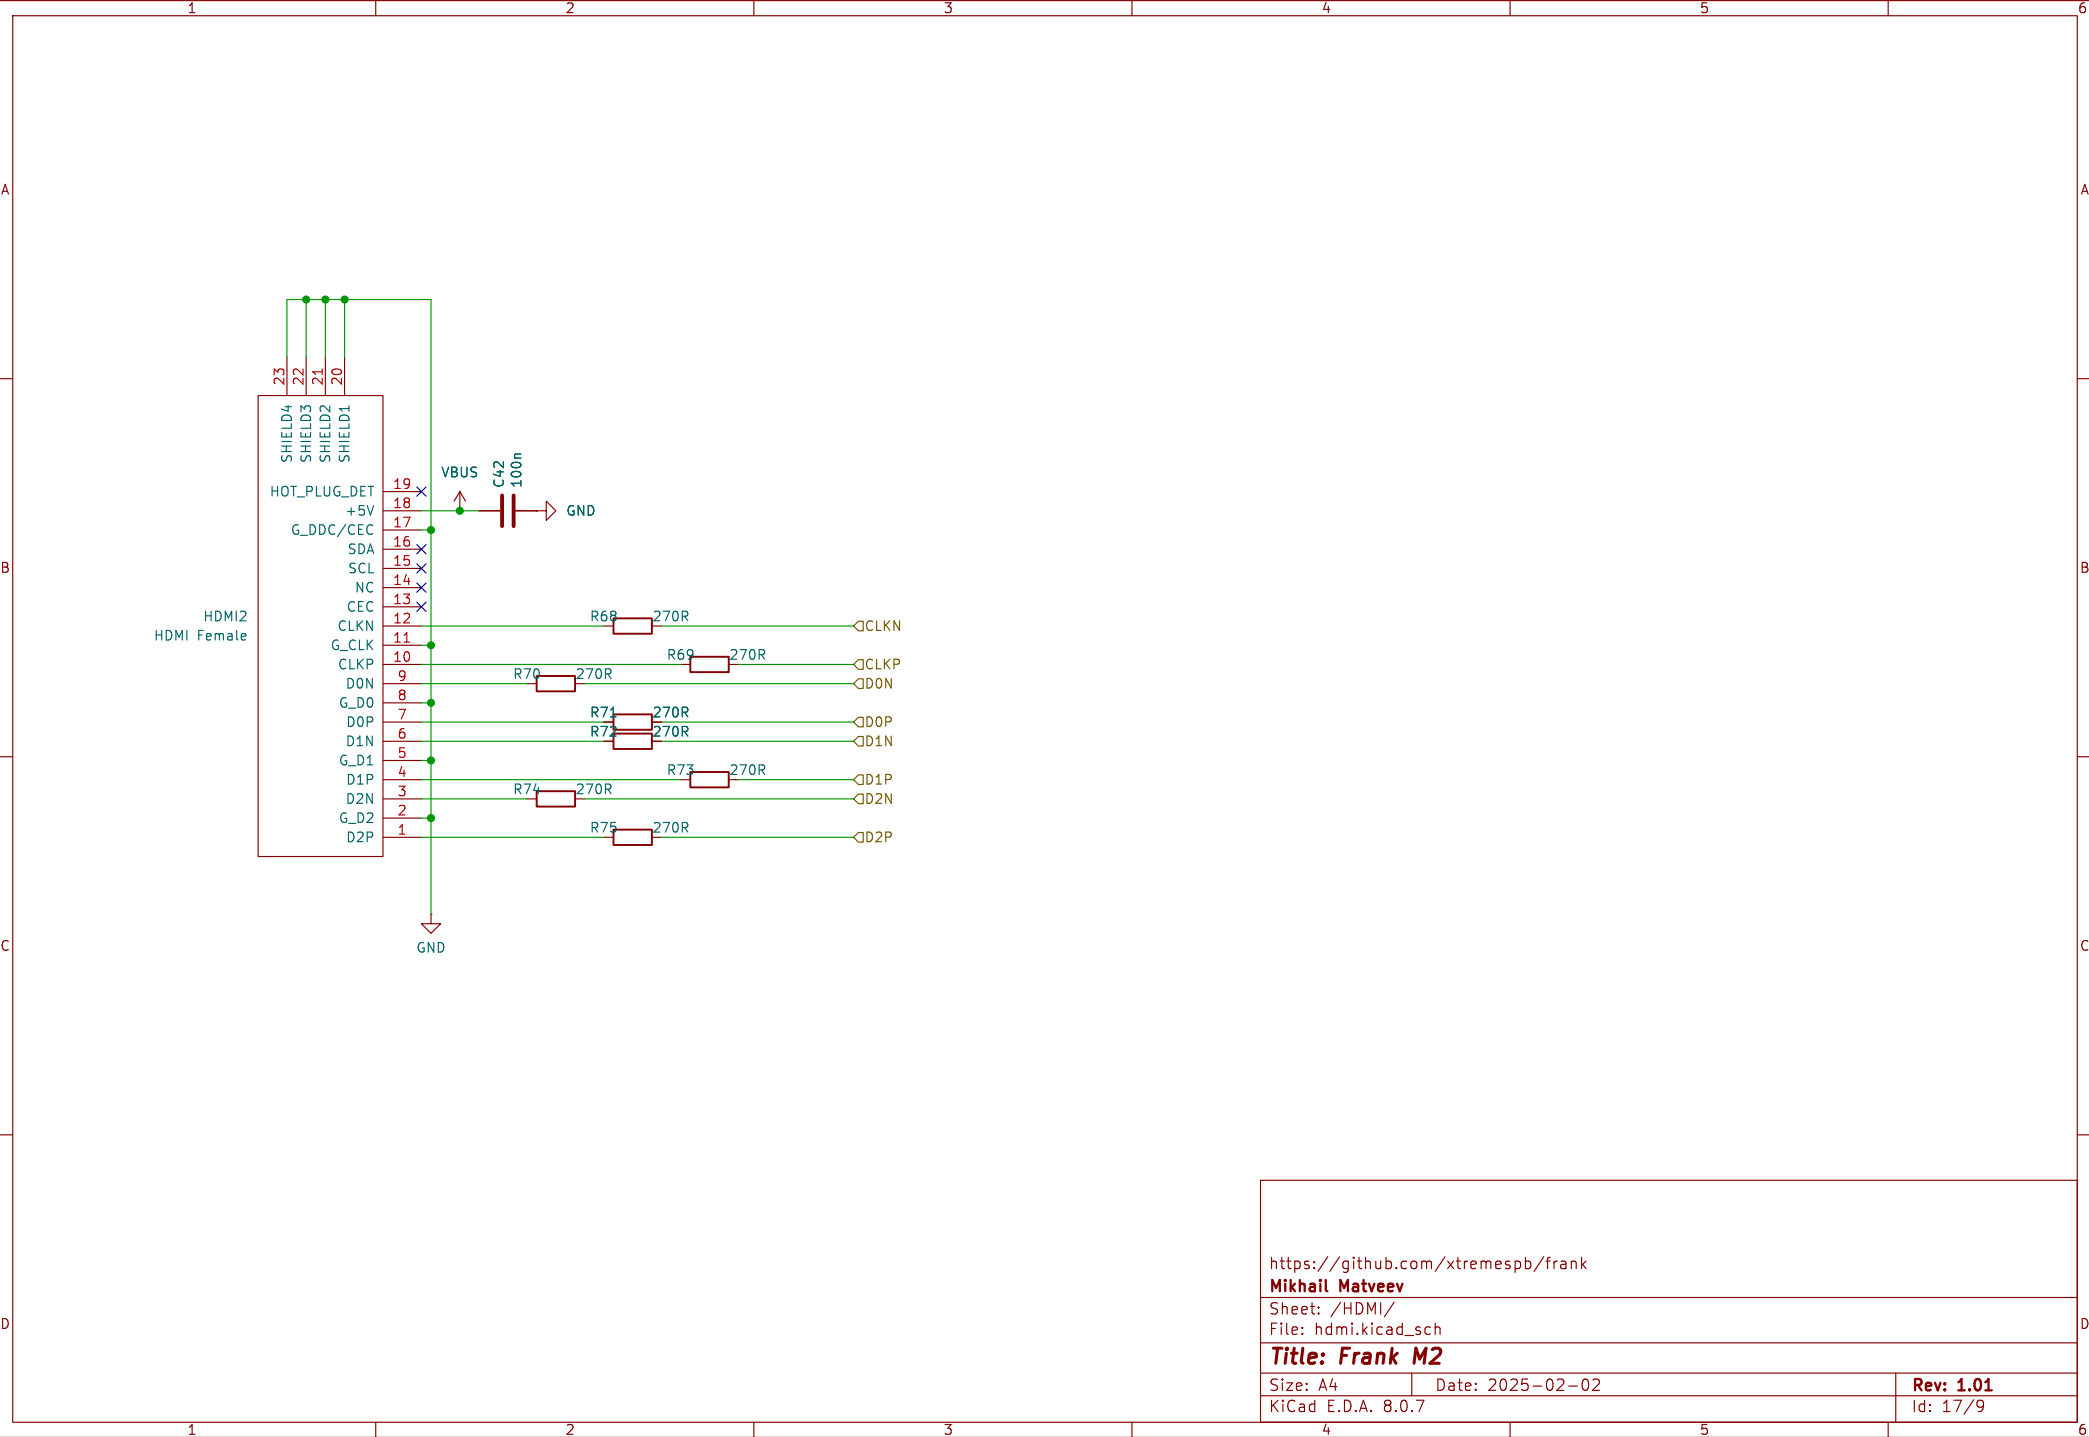 1 2 3 4 5 6
A A
SHIELD4 23
SHIELD3 22
SHIELD2 21
SHIELD1 20
VBUS
C42
100n
GND
HOT_PLUG_DET 19
+5V 18
G_DDC/CEC 17
SDA 16
SCL 15
B B
NC 14
CEC 13
HDMI2
HDMI Female
CLKN 12 R68 270R CLKN
G_CLK 11
CLKP 10 R69 270R CLKP
D0N 9 R70 270R D0N
G_D0 8
D0P 7 R71 270R D0P
D1N 6 R72 270R D1N
G_D1 5
D1P 4 R73 270R D1P
D2N 3 R74 270R D2N
G_D2 2
D2P 1 R75 270R D2P
GND
C C
https://github.com/xtremespb/frank
Mikhail Matveev
Sheet: /HDMI/
File: hdmi.kicad_sch
D D
Title: Frank M2
Size: A4 Date: 2025-02-02 Rev: 1.01
KiCad E.D.A. 8.0.7 Id: 17/9
1 2 3 4 5 6